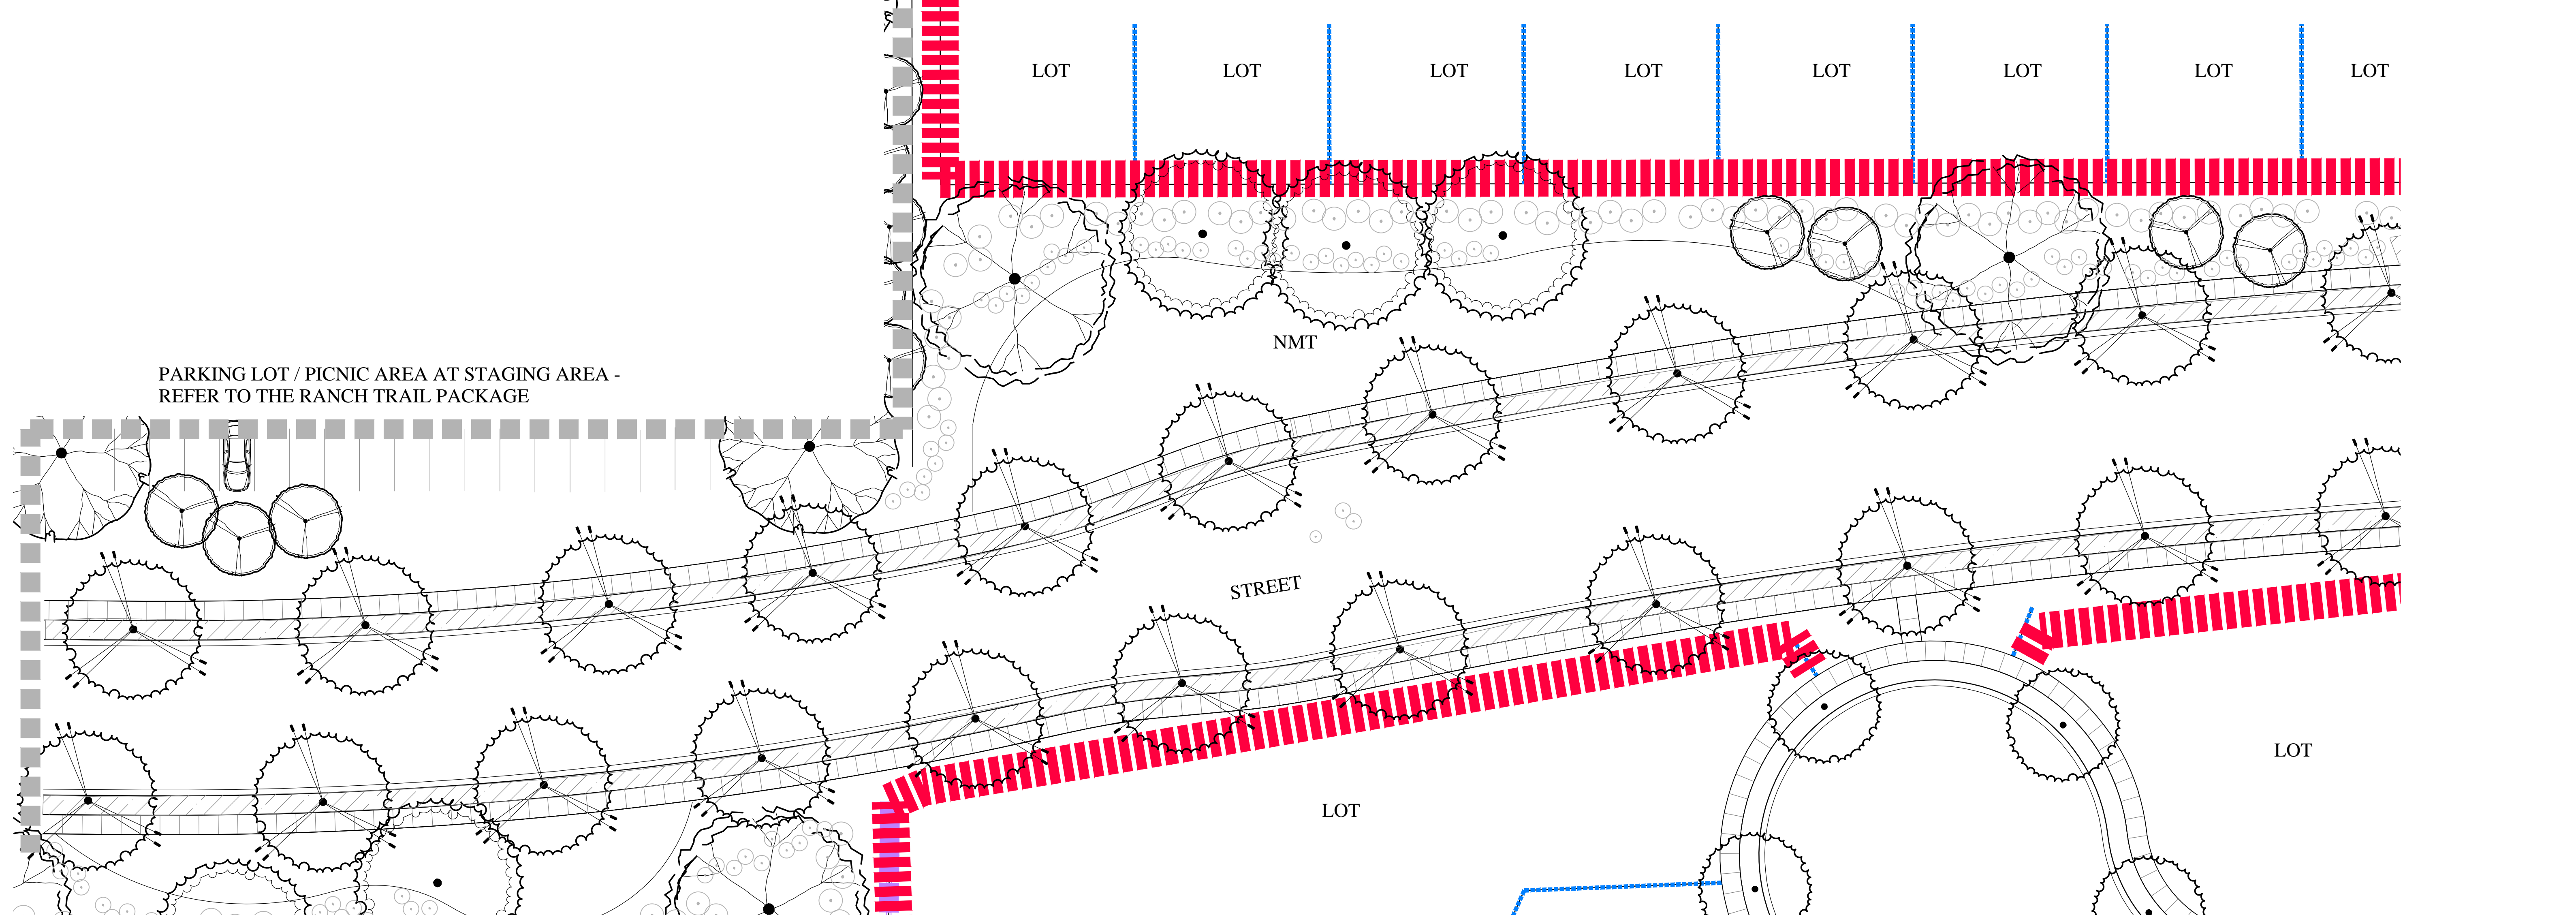 LOT LOT LOT LOT LOT LOT LOT LOT
NMT
PARKING LOT / PICNIC AREA AT STAGING AREA -
REFER TO THE RANCH TRAIL PACKAGE
STREET
LOT
LOT